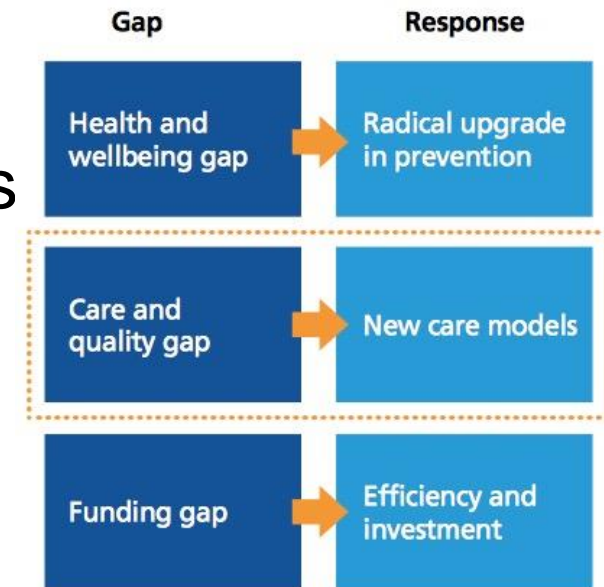 Gap
Response
Health and
wellbeing gap
Radical upgrade
in prevention
s
Care and
quality gap
New care models
Funding gap
Efficiency and
investment